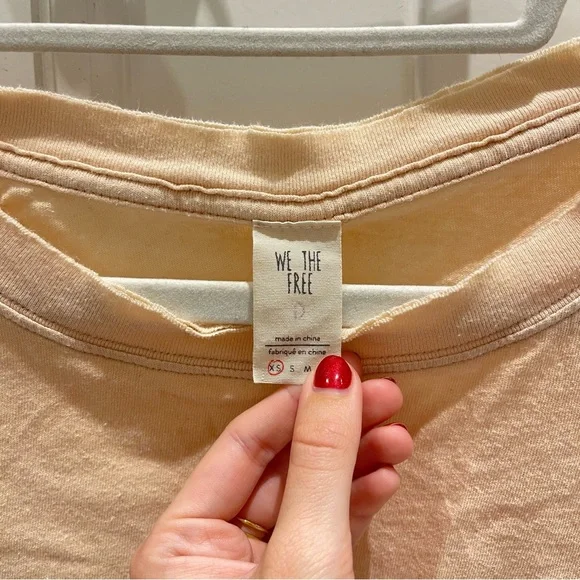 WE THE
FREE
made in china
fabriqué en chine
XS S M